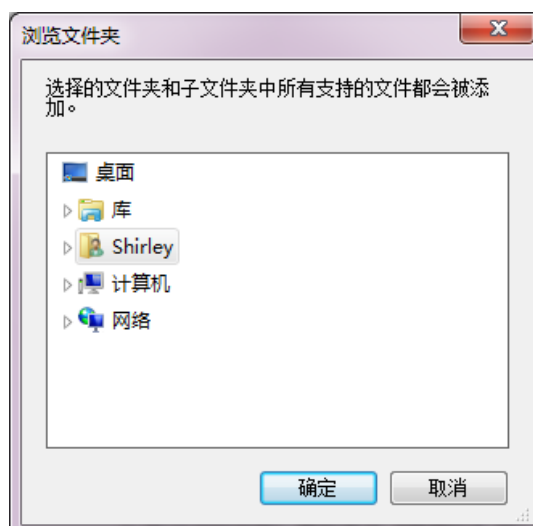 浏览文件夹
选择的文件夹和子文件夹中所有支持的文件都会被添
加。
桌面
库
Shirley
计算机
网络
确定 取消